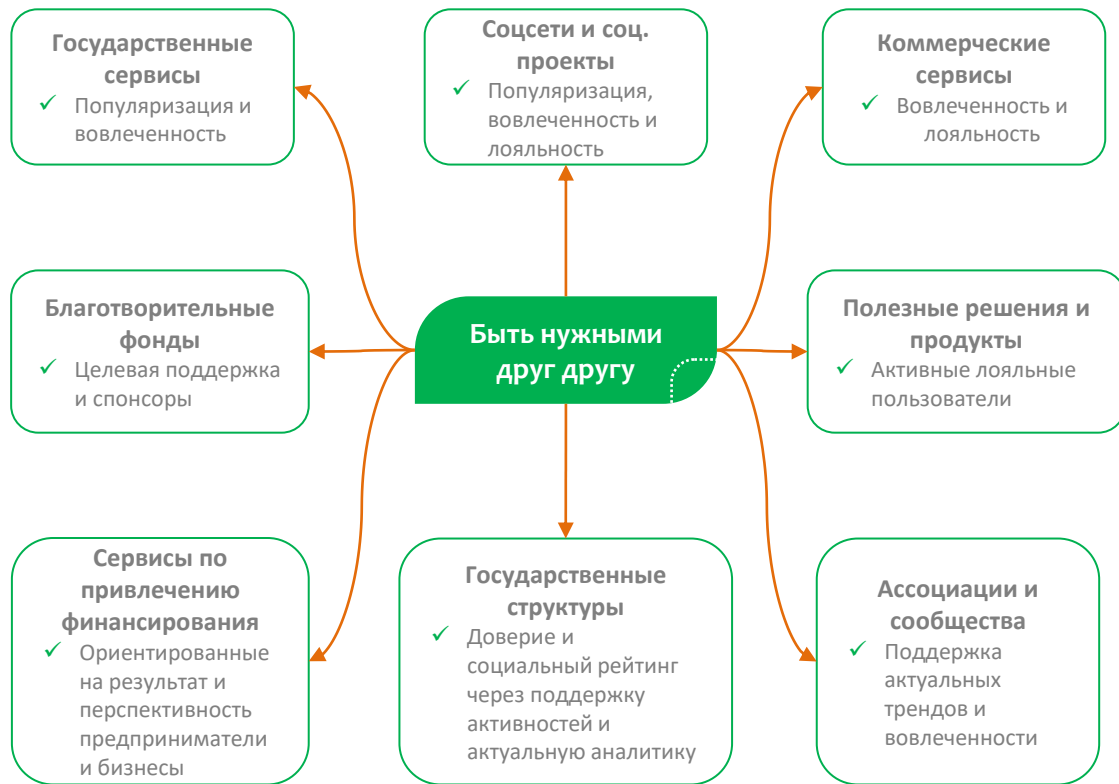 Государственные
сервисы
✓ Популяризация и
вовлеченность
Соцсети и соц.
проекты
✓ Популяризация,
вовлеченность и
лояльность
Коммерческие
сервисы
✓ Вовлеченность и
лояльность
Благотворительные
фонды
✓ Целевая поддержка
и спонсоры
Быть нужными
друг другу
Полезные решения и
продукты
✓ Активные лояльные
пользователи
Сервисы по
привлечению
финансирования
✓ Ориентированные
на результат и
перспективность
предприниматели
и бизнесы
Государственные
структуры
✓ Доверие и
социальный рейтинг
через поддержку
активностей и
актуальную аналитику
Ассоциации и
сообщества
✓ Поддержка
актуальных
трендов и
вовлеченности